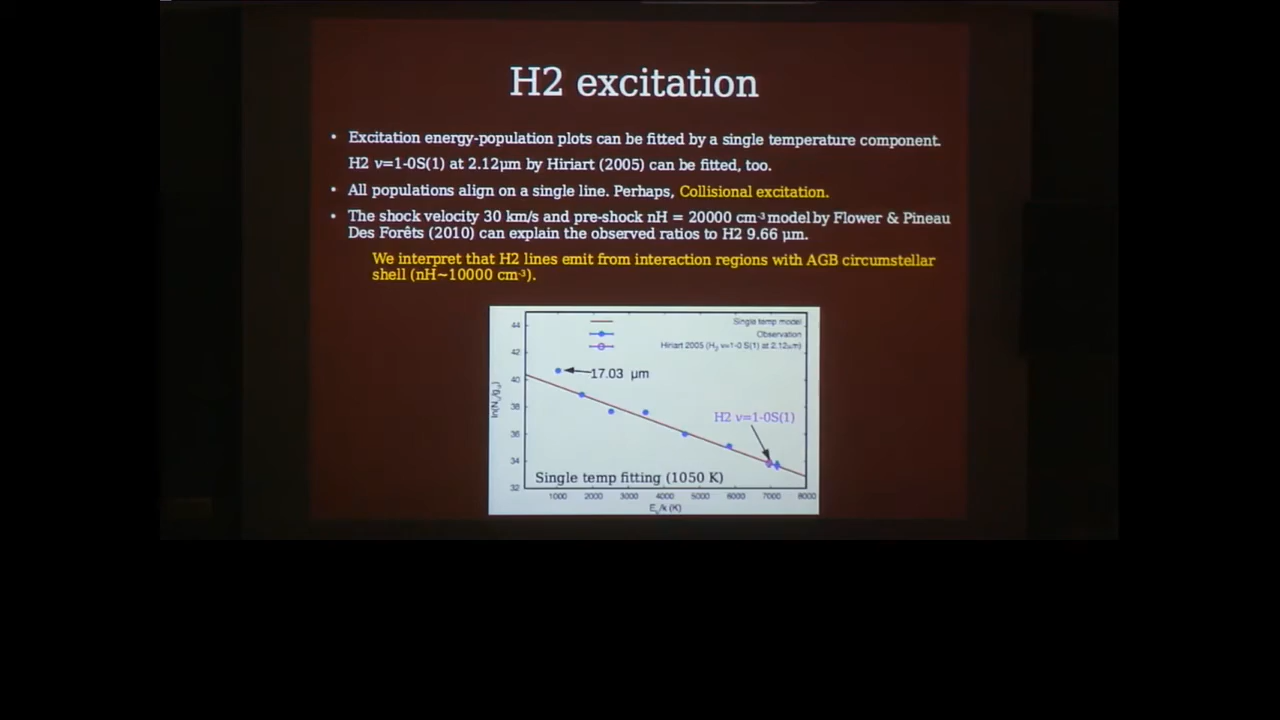 H2 excitation
• Excitation energy-population plots can be fitted by a single temperature component.
H2 v=1-0S(1) at 2.12µm by Hiriart (2005) can be fitted, too.
• All populations align on a single line. Perhaps, Collisional excitation.
• The shock velocity 30 km/s and pre-shock nH = 20000 cm⁻³ model by Flower & Pineau
Des Forêts (2010) can explain the observed ratios to H2 9.66 µm.
We interpret that H2 lines emit from interaction regions with AGB circumstellar
shell (nH~10000 cm⁻³).
Single temp model
Observation
Hiriart 2005 (H₂ v=1-0 S(1) at 2.12µm)
44
42
40
38
36
34
32
17.03 µm
H2 v=1-0S(1)
Single temp fitting (1050 K)
1000 2000 3000 4000 5000 6000 7000 8000